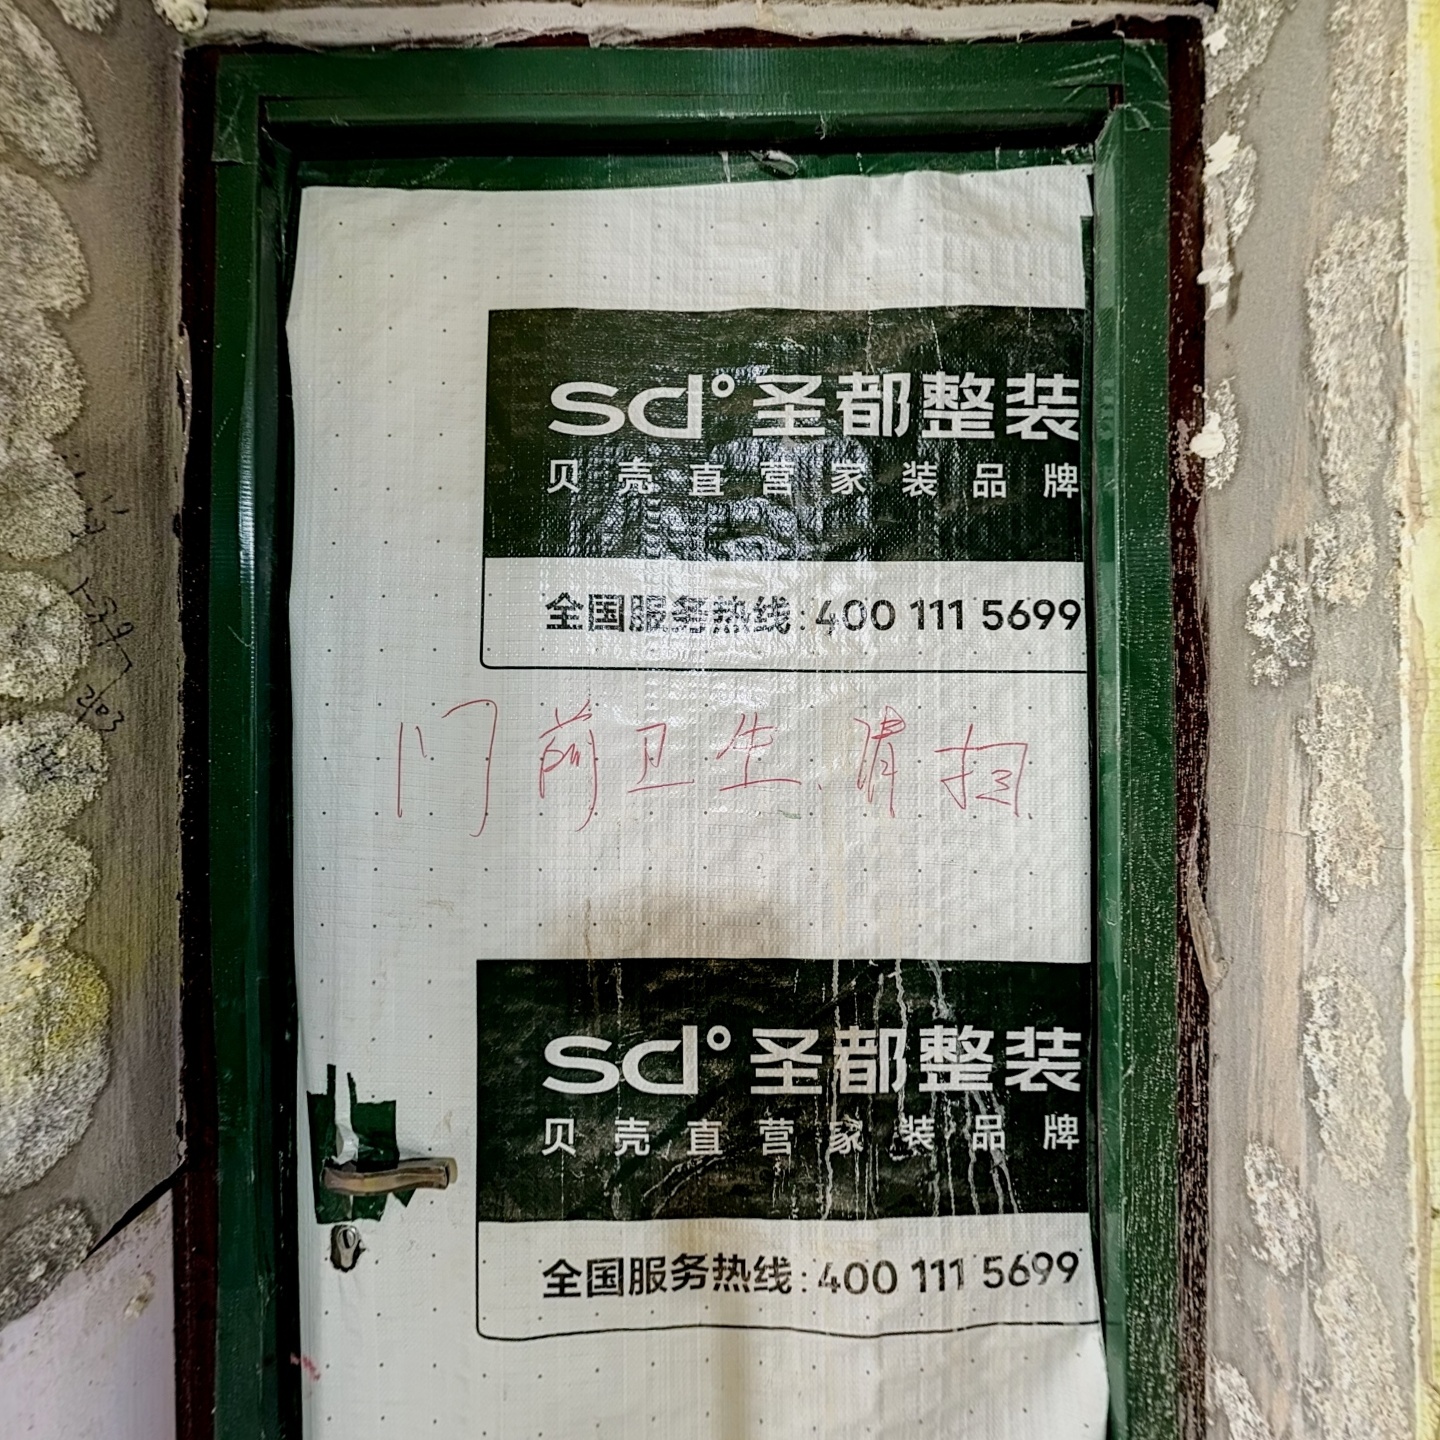 sd° 圣都整装
贝壳直营家装品牌
全国服务热线:400 111 5699
门前卫生、清扫
sd° 圣都整装
贝壳直营家装品牌
全国服务热线:400 111 5699
2903